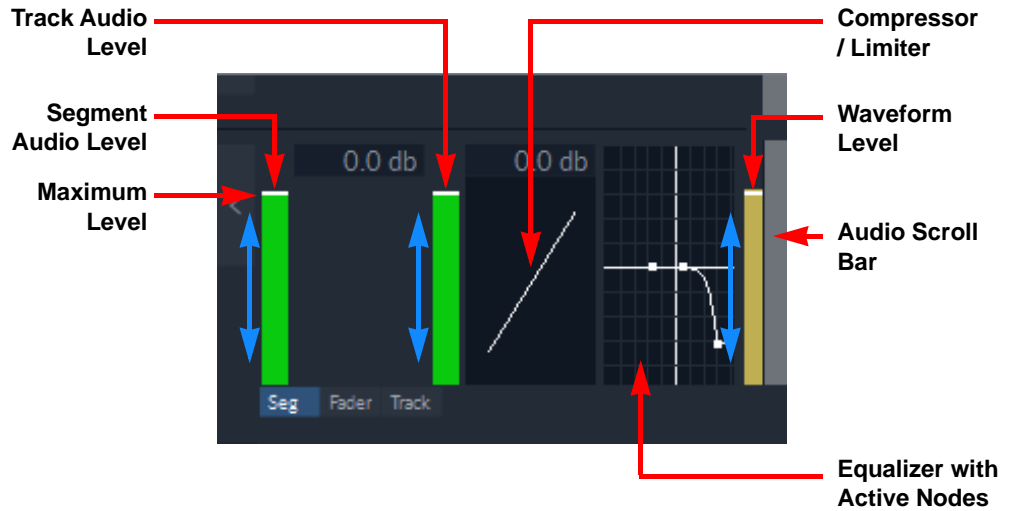 Track Audio
Level
Compressor
/ Limiter
Segment
Audio Level
Waveform
Level
0.0 db
0.0 db
Maximum
Level
<
Audio Scroll
Bar
Seg
Fader
Track
Equalizer with
Active Nodes